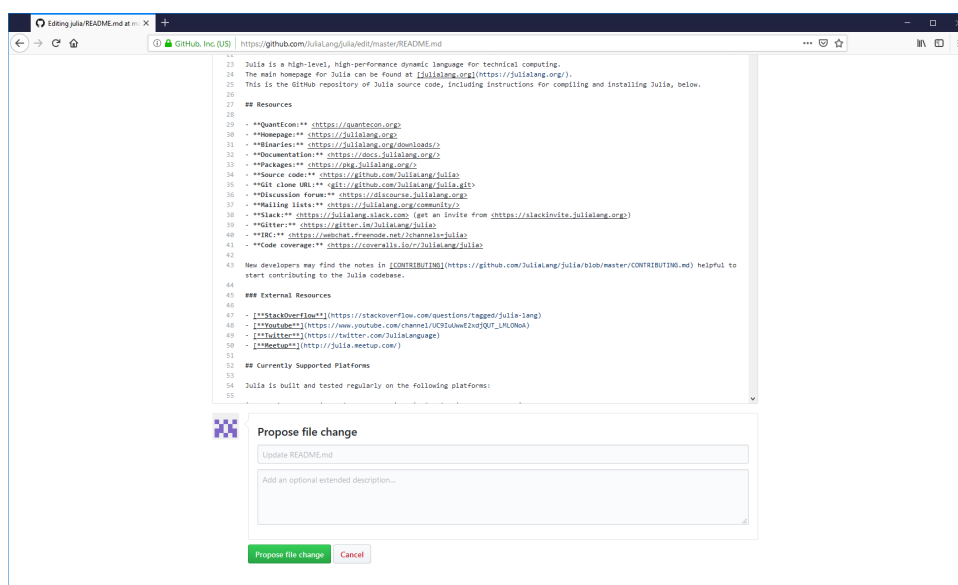 Editing julia/README.md at ma
GitHub, Inc. (US) https://github.com/JuliaLang/julia/edit/master/README.md
23 Julia is a high-level, high-performance dynamic language for technical computing.
24 The main homepage for Julia can be found at [julialang.org](https://julialang.org/).
25 This is the GitHub repository of Julia source code, including instructions for compiling and installing Julia, below.
26
27 ## Resources
28
29 - **QuantEcon:** <https://quantecon.org>
30 - **Homepage:** <https://julialang.org>
31 - **Binaries:** <https://julialang.org/downloads/>
32 - **Documentation:** <https://docs.julialang.org/>
33 - **Packages:** <https://pkg.julialang.org/>
34 - **Source code:** <https://github.com/JuliaLang/julia>
35 - **Git clone URL:** <git://github.com/JuliaLang/julia.git>
36 - **Discussion forum:** <https://discourse.julialang.org>
37 - **Mailing lists:** <https://julialang.org/community/>
38 - **Slack:** <https://julialang.slack.com> (get an invite from <https://slackinvite.julialang.org>)
39 - **Gitter:** <https://gitter.im/JuliaLang/julia>
40 - **IRC:** <https://webchat.freenode.net/?channels=julia>
41 - **Code coverage:** <https://coveralls.io/r/JuliaLang/julia>
42
43 New developers may find the notes in [CONTRIBUTING](https://github.com/JuliaLang/julia/blob/master/CONTRIBUTING.md) helpful to
start contributing to the Julia codebase.
44
45 ### External Resources
46
47 - [**StackOverflow**](https://stackoverflow.com/questions/tagged/julia-lang)
48 - [**Youtube**](https://www.youtube.com/channel/UC9IuUwwE2xdjQUT_LMLONoA)
49 - [**Twitter**](https://twitter.com/JuliaLanguage)
50 - [**Meetup**](http://julia.meetup.com/)
51
52 ## Currently Supported Platforms
53
54 Julia is built and tested regularly on the following platforms:
55
Propose file change
Update README.md
Add an optional extended description...
Propose file change Cancel